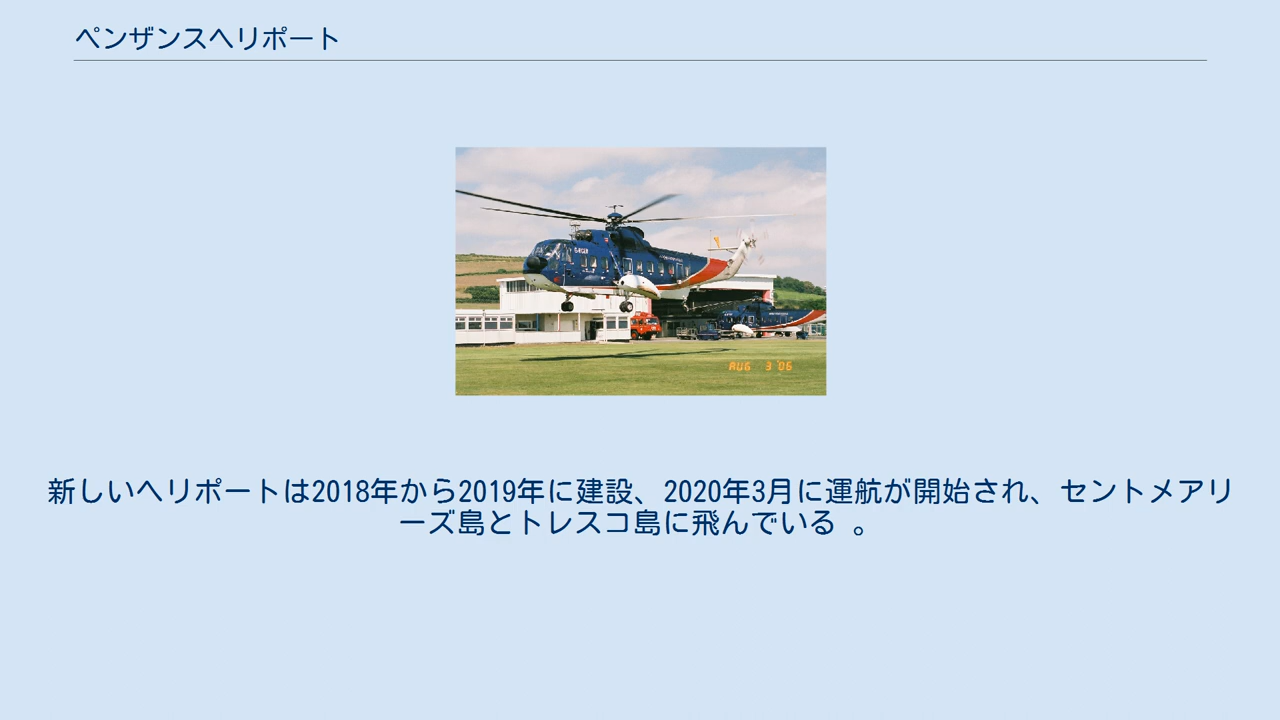 ペンザンスヘリポート
AUG 3 '06
新しいヘリポートは2018年から2019年に建設、2020年3月に運航が開始され、セントメアリ
ーズ島とトレスコ島に飛んでいる 。